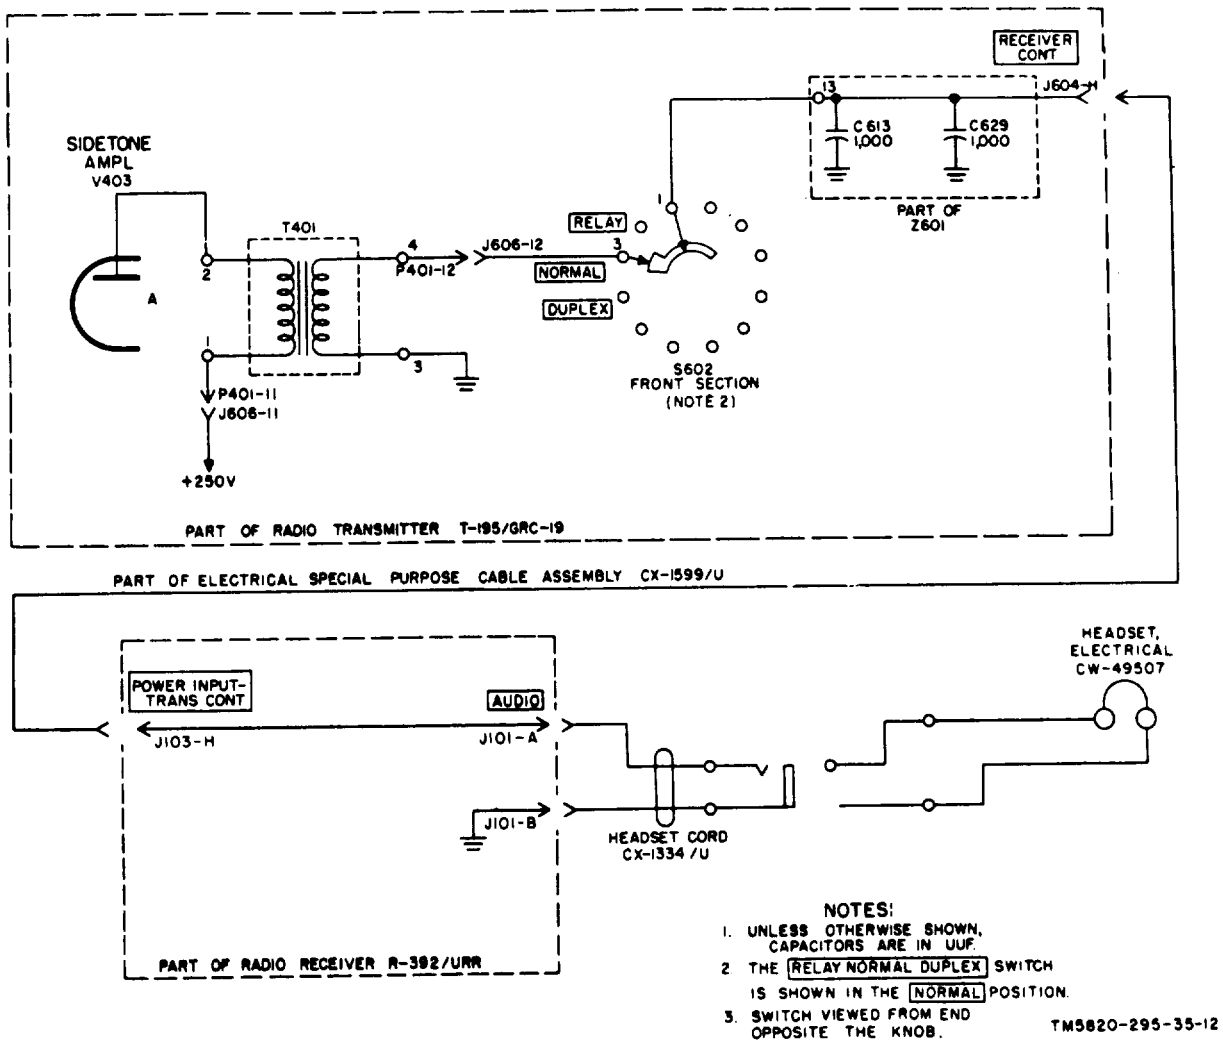 RECEIVER
CONT
J604-H
13
C613
1,000
C629
1,000
PART OF
Z601
SIDETONE
AMPL
V403
A
2
1
T401
4
P401-12
J606-12
3
P401-11
J606-11
+250V
RELAY
NORMAL
DUPLEX
1
3
S602
FRONT SECTION
(NOTE 2)
PART OF RADIO TRANSMITTER T-195/GRC-19
PART OF ELECTRICAL SPECIAL PURPOSE CABLE ASSEMBLY CX-1599/U
POWER INPUT-
TRANS CONT
J103-H
AUDIO
J101-A
J101-B
HEADSET CORD
CX-1334/U
HEADSET,
ELECTRICAL
CW-49507
PART OF RADIO RECEIVER R-392/URR
NOTES:
1. UNLESS OTHERWISE SHOWN,
CAPACITORS ARE IN UUF.
2 THE RELAY NORMAL DUPLEX SWITCH
IS SHOWN IN THE NORMAL POSITION.
3. SWITCH VIEWED FROM END
OPPOSITE THE KNOB.
TM5820-295-35-12